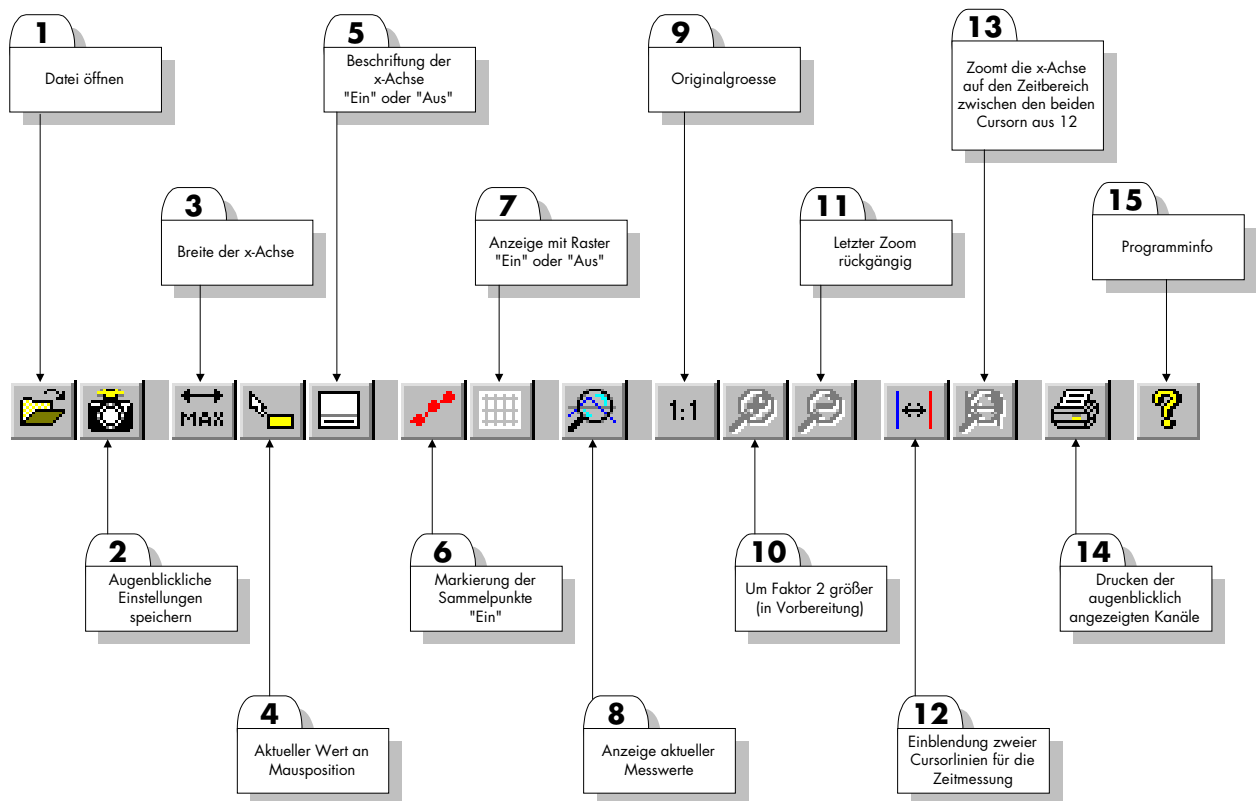 1
Datei öffnen
5
Beschriftung der
x-Achse
"Ein" oder "Aus"
9
Originalgroesse
13
Zoomt die x-Achse
auf den Zeitbereich
zwischen den beiden
Cursorn aus 12
3
Breite der x-Achse
7
Anzeige mit Raster
"Ein" oder "Aus"
11
Letzter Zoom
rückgängig
15
Programminfo
MAX
1:1
?
2
Augenblickliche
Einstellungen
speichern
6
Markierung der
Sammelpunkte
"Ein"
10
Um Faktor 2 größer
(in Vorbereitung)
14
Drucken der
augenblicklich
angezeigten Kanäle
4
Aktueller Wert an
Mausposition
8
Anzeige aktueller
Messwerte
12
Einblendung zweier
Cursorlinien für die
Zeitmessung